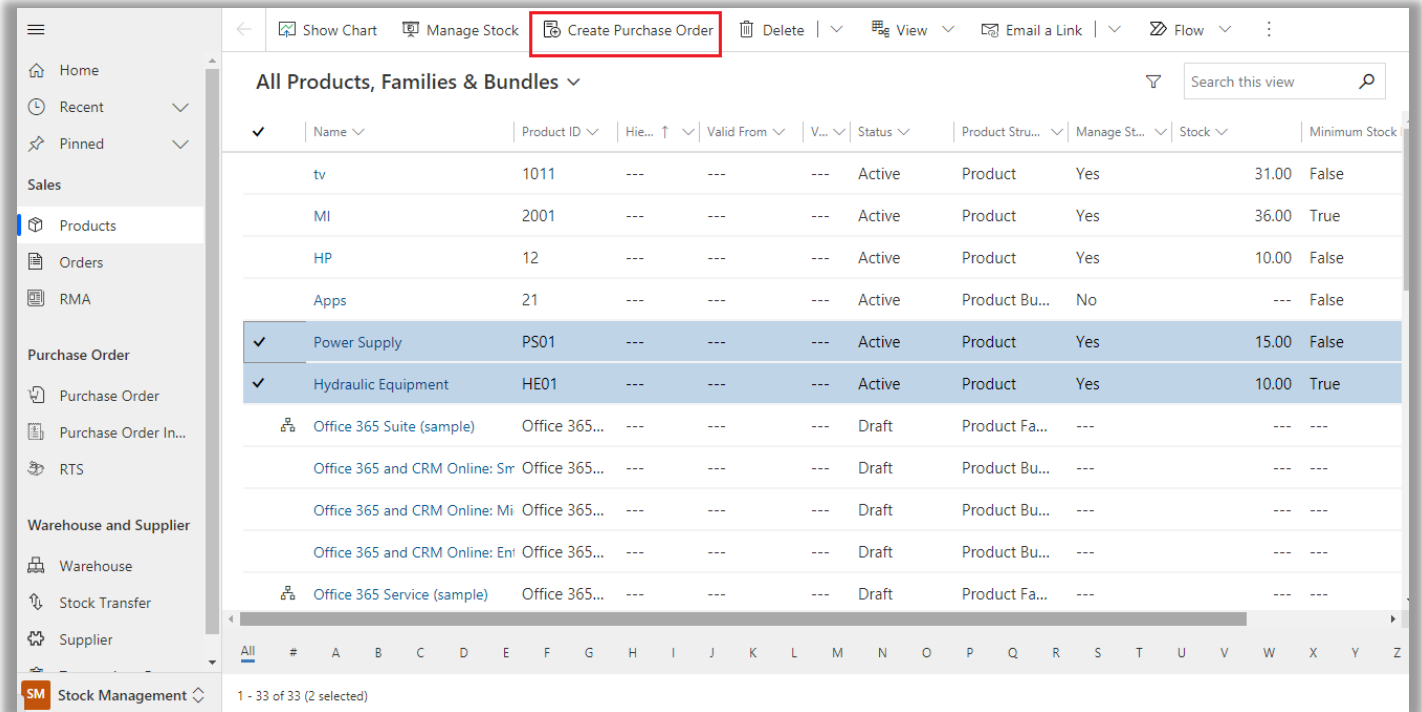 Show Chart Manage Stock Create Purchase Order Delete View Email a Link Flow
Home
Recent
Pinned
Sales
Products
Orders
RMA
Purchase Order
Purchase Order
Purchase Order In...
RTS
Warehouse and Supplier
Warehouse
Stock Transfer
Supplier
SM Stock Management
All Products, Families & Bundles Search this view
Name Product ID Hie... ↑ Valid From V... Status Product Stru... Manage St... Stock Minimum Stock
tv 1011 --- --- --- Active Product Yes 31.00 False
MI 2001 --- --- --- Active Product Yes 36.00 True
HP 12 --- --- --- Active Product Yes 10.00 False
Apps 21 --- --- --- Active Product Bu... No --- False
Power Supply PS01 --- --- --- Active Product Yes 15.00 False
Hydraulic Equipment HE01 --- --- --- Active Product Yes 10.00 True
Office 365 Suite (sample) Office 365... --- --- --- Draft Product Fa... --- --- ---
Office 365 and CRM Online: Sm Office 365... --- --- --- Draft Product Bu... --- --- ---
Office 365 and CRM Online: Mi Office 365... --- --- --- Draft Product Bu... --- --- ---
Office 365 and CRM Online: Ent Office 365... --- --- --- Draft Product Bu... --- --- ---
Office 365 Service (sample) Office 365... --- --- --- Draft Product Fa... --- --- ---
All # A B C D E F G H I J K L M N O P Q R S T U V W X Y Z
1 - 33 of 33 (2 selected)